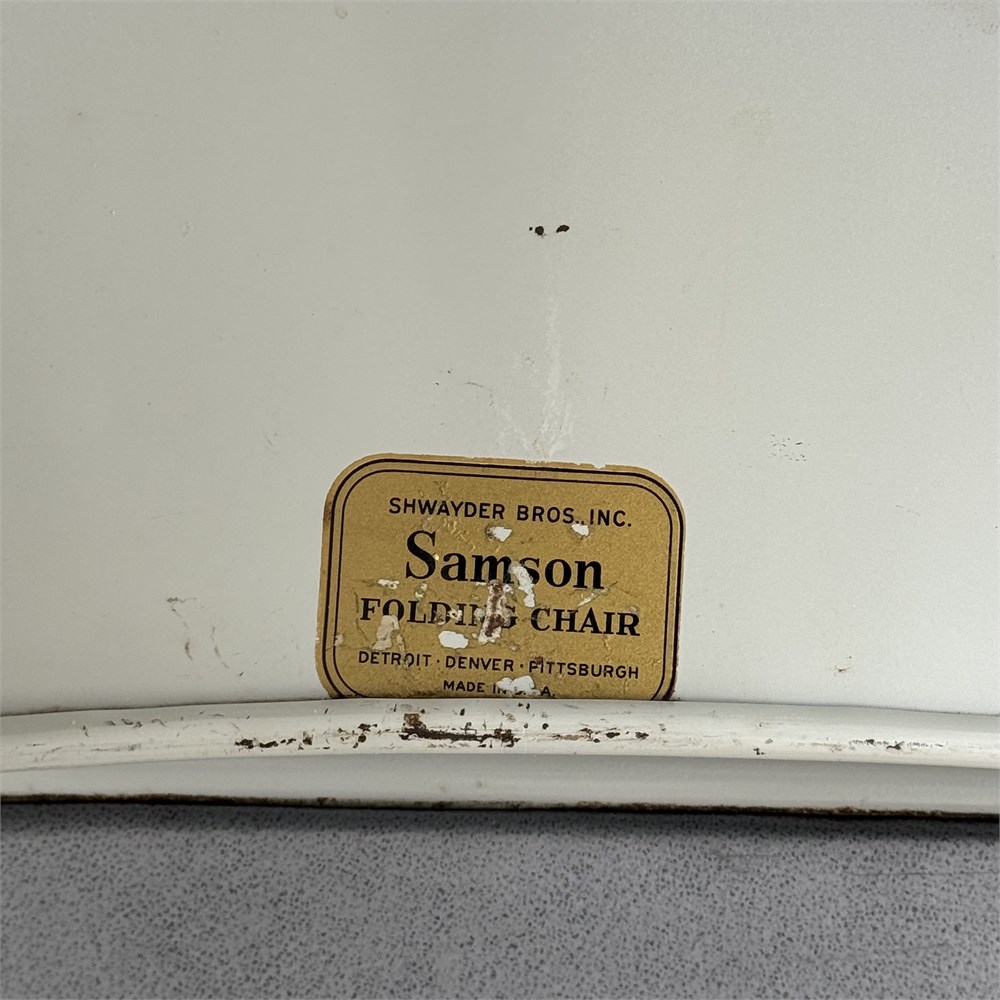 SHWAYDER BROS., INC.
Samson
FOLDING CHAIR
DETROIT · DENVER · PITTSBURGH
MADE IN U.S.A.